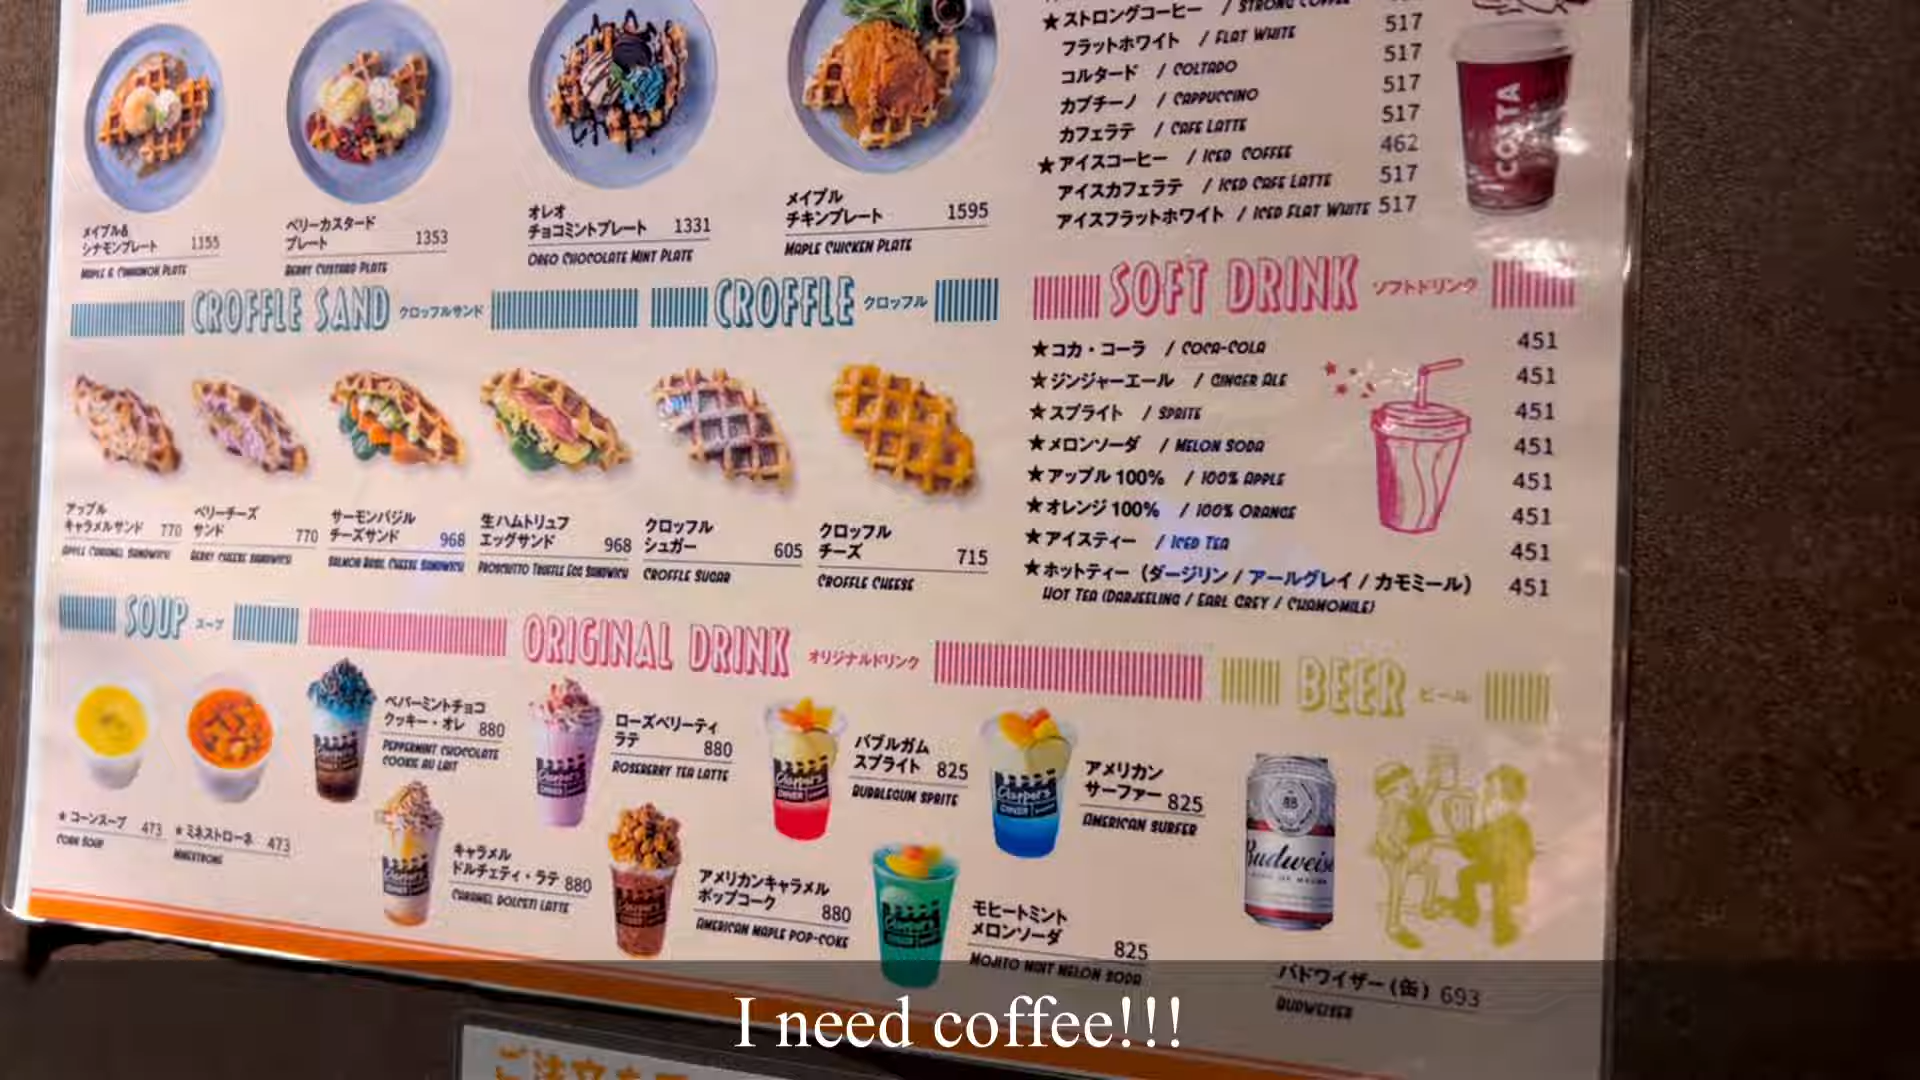 ★ストロングコーヒー / STRONG COFFEE
フラットホワイト / FLAT WHITE 517
コルタード / COLTADO 517
カプチーノ / CAPPUCCINO 517
カフェラテ / CAFE LATTE 517
★アイスコーヒー / ICED COFFEE 462
アイスカフェラテ / ICED CAFE LATTE 517
アイスフラットホワイト / ICED FLAT WHITE 517
COSTA
メイプル&
シナモンプレート 1155
MAPLE & CINNAMON PLATE
ベリーカスタード
プレート 1353
BERRY CUSTARD PLATE
オレオ
チョコミントプレート 1331
OREO CHOCOLATE MINT PLATE
メイプル
チキンプレート 1595
MAPLE CHICKEN PLATE
CROFFLE SAND クロッフルサンド
アップル
キャラメルサンド 770
APPLE CARAMEL SANDWICH
ベリーチーズ
サンド 770
BERRY CHEESE SANDWICH
サーモンバジル
チーズサンド 968
SALMON BASIL CHEESE SANDWICH
生ハムトリュフ
エッグサンド 968
PROSCIUTTO TRUFFLE EGG SANDWICH
CROFFLE クロッフル
クロッフル
シュガー 605
CROFFLE SUGAR
クロッフル
チーズ 715
CROFFLE CHEESE
SOFT DRINK ソフトドリンク
★コカ・コーラ / COCA-COLA 451
★ジンジャーエール / GINGER ALE 451
★スプライト / SPRITE 451
★メロンソーダ / MELON SODA 451
★アップル 100% / 100% APPLE 451
★オレンジ 100% / 100% ORANGE 451
★アイスティー / ICED TEA 451
★ホットティー (ダージリン / アールグレイ / カモミール) 451
HOT TEA (DARJEELING / EARL GREY / CHAMOMILE)
SOUP スープ
★コーンスープ 473
CORN SOUP
★ミネストローネ 473
MINESTRONE
ORIGINAL DRINK オリジナルドリンク
ペパーミントチョコ
クッキー・オレ 880
PEPPERMINT CHOCOLATE
COOKIE AU LAIT
ローズベリーティ
ラテ 880
ROSEBERRY TEA LATTE
バブルガム
スプライト 825
BUBBLEGUM SPRITE
アメリカン
サーファー 825
AMERICAN SURFER
キャラメル
ドルチェティ・ラテ 880
CARAMEL DOLCETI LATTE
アメリカンキャラメル
ポップコーク 880
AMERICAN MAPLE POP-COKE
モヒートミント
メロンソーダ 825
MOJITO MINT MELON SODA
BEER ビール
Budweise
バドワイザー (缶) 693
BUDWEISER
I need coffee!!!